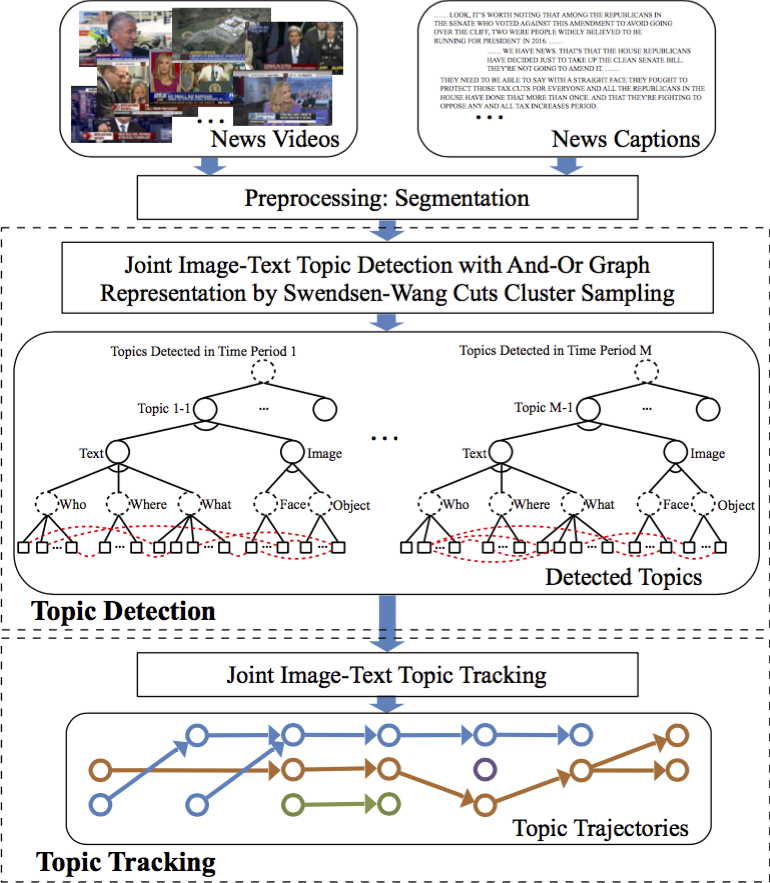 ...... LOOK, IT'S WORTH NOTING THAT AMONG THE REPUBLICANS IN
THE SENATE WHO VOTED AGAINST THIS AMENDMENT TO AVOID GOING
OVER THE CLIFF, TWO WERE PEOPLE WIDELY BELIEVED TO BE
RUNNING FOR PRESIDENT IN 2016. ......
...... WE HAVE NEWS. THAT'S THAT THE HOUSE REPUBLICANS
HAVE DECIDED JUST TO TAKE UP THE CLEAN SENATE BILL.
THEY'RE NOT GOING TO AMEND IT. ......
THEY NEED TO BE ABLE TO SAY WITH A STRAIGHT FACE THEY FOUGHT TO
PROTECT THOSE TAX CUTS FOR EVERYONE AND ALL THE REPUBLICANS IN THE
HOUSE HAVE DONE THAT MORE THAN ONCE. AND THAT THEY'RE FIGHTING TO
OPPOSE ANY AND ALL TAX INCREASES PERIOD.
...
...
News Videos
News Captions
Preprocessing: Segmentation
Joint Image-Text Topic Detection with And-Or Graph
Representation by Swendsen-Wang Cuts Cluster Sampling
Topics Detected in Time Period 1
Topics Detected in Time Period M
Topic 1-1
...
Topic M-1
...
...
Text
Image
Text
Image
Who
Where
What
Face
Object
Who
Where
What
Face
Object
...
...
...
...
...
...
...
...
...
...
Detected Topics
Topic Detection
Joint Image-Text Topic Tracking
Topic Trajectories
Topic Tracking